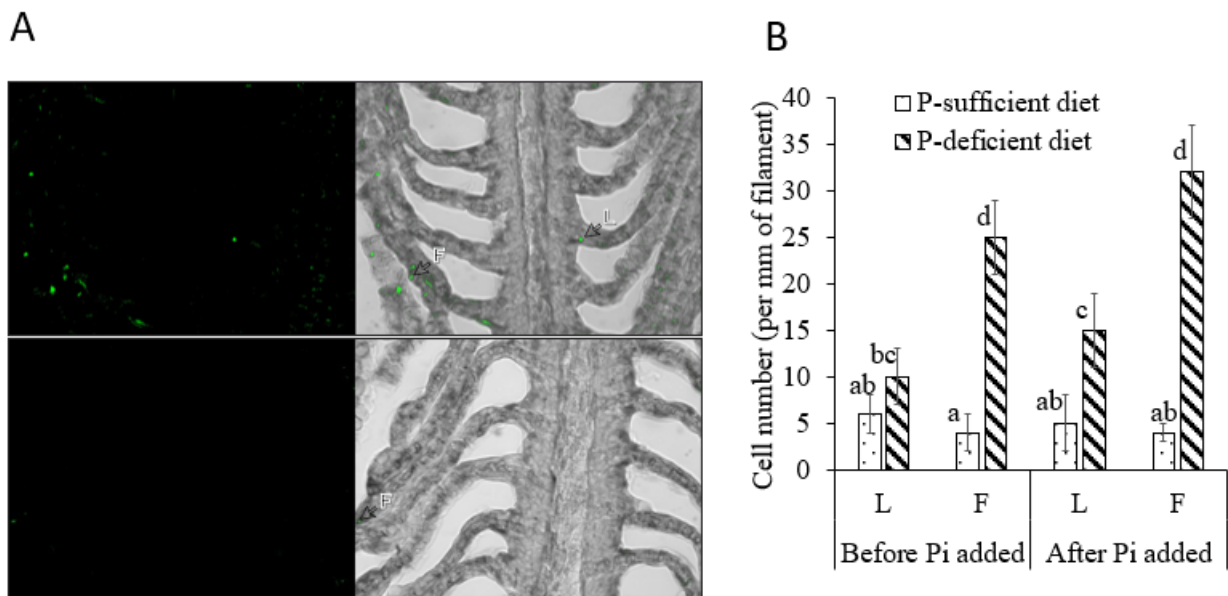 A
L
F
F
B
40
35
30
25
20
15
10
5
0
Cell number (per mm of filament)
P-sufficient diet
P-deficient diet
ab
bc
a
d
ab
c
ab
d
L
F
L
F
Before Pi added
After Pi added